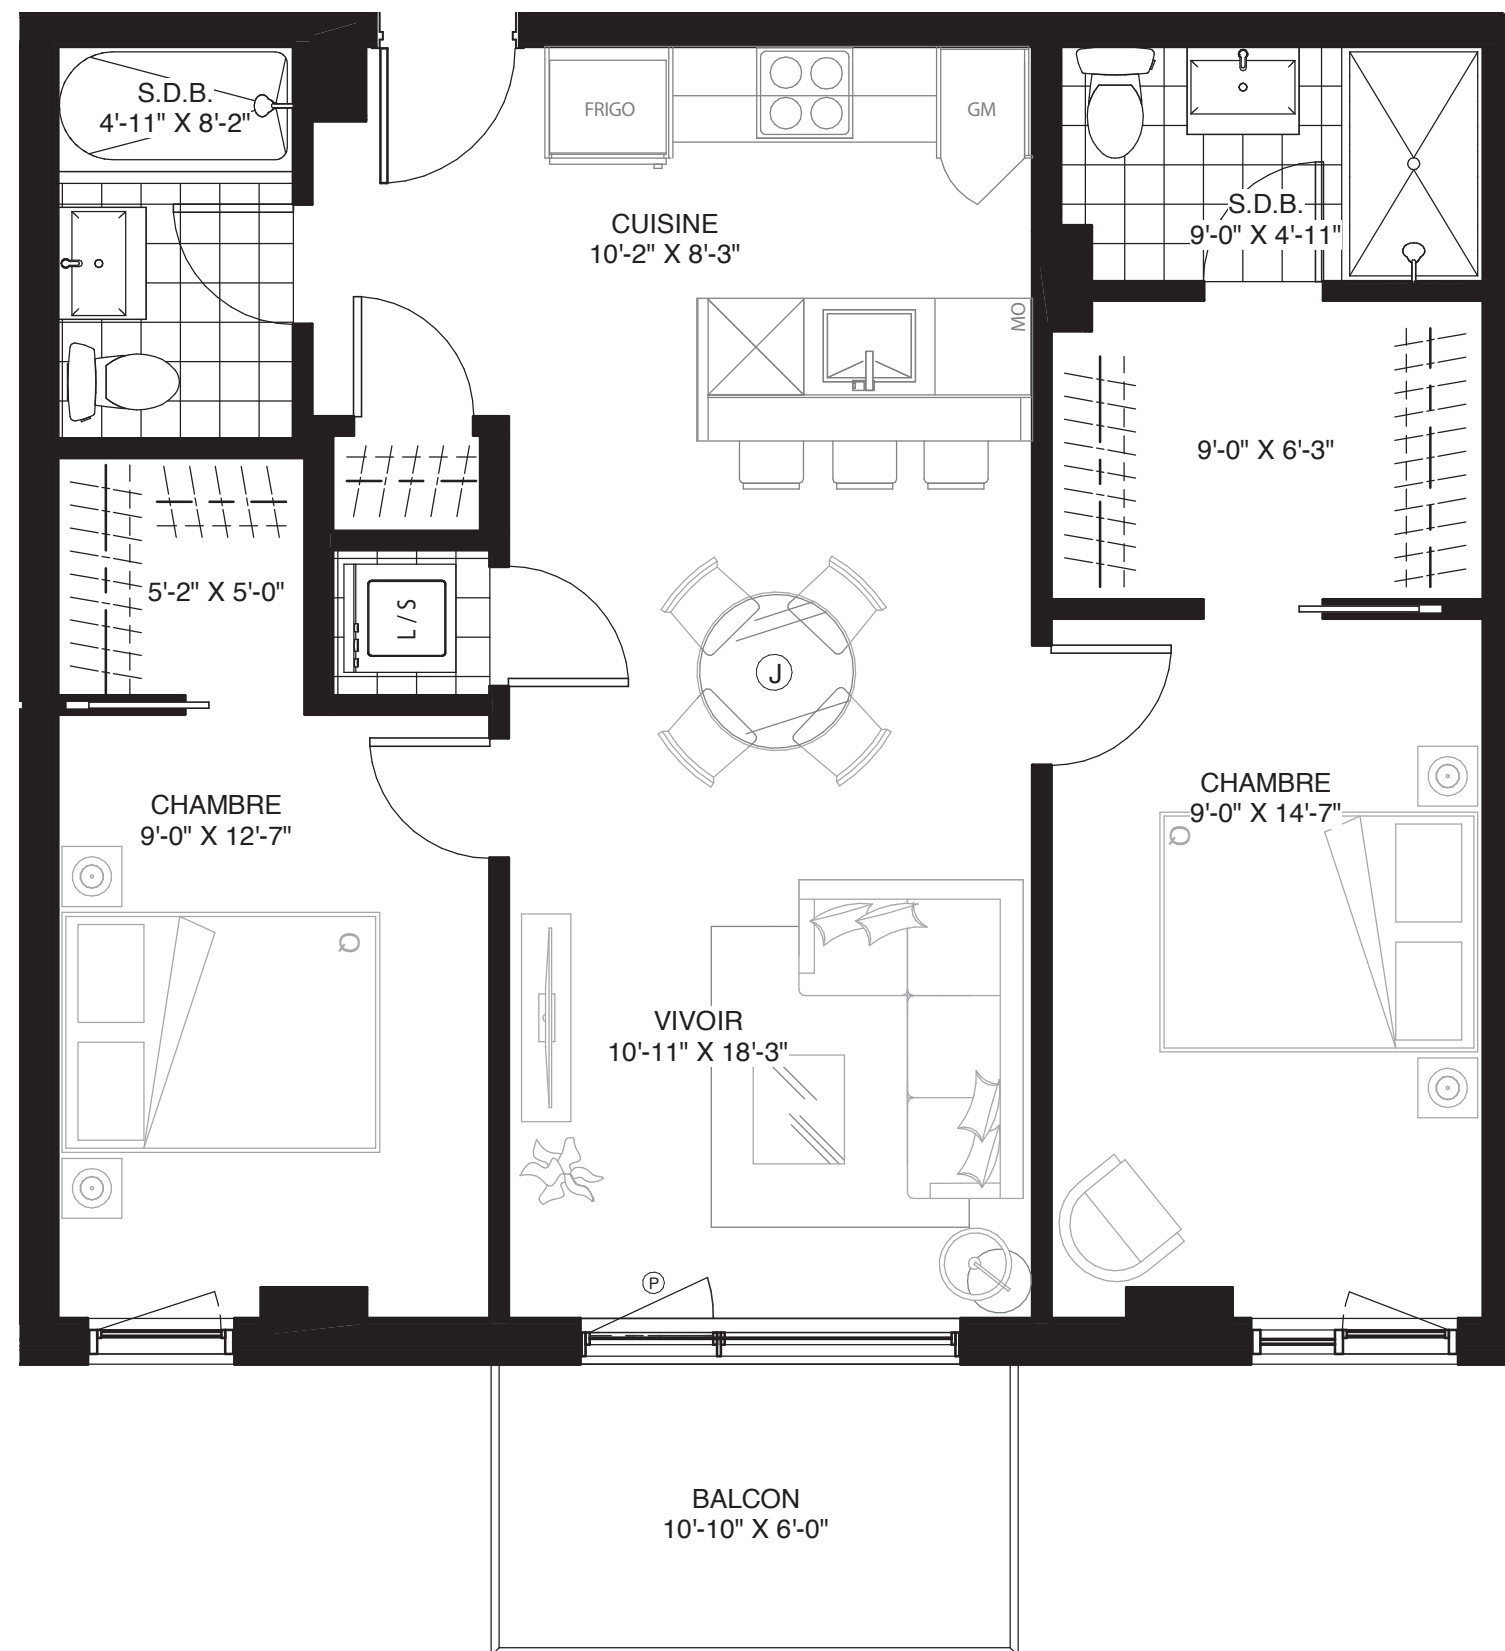 S.D.B.
4'-11" X 8'-2"
FRIGO
GM
CUISINE
10'-2" X 8'-3"
S.D.B.
9'-0" X 4'-11"
MO
9'-0" X 6'-3"
5'-2" X 5'-0"
L/S
J
CHAMBRE
9'-0" X 12'-7"
CHAMBRE
9'-0" X 14'-7"
Q
Q
VIVOIR
10'-11" X 18'-3"
P
BALCON
10'-10" X 6'-0"